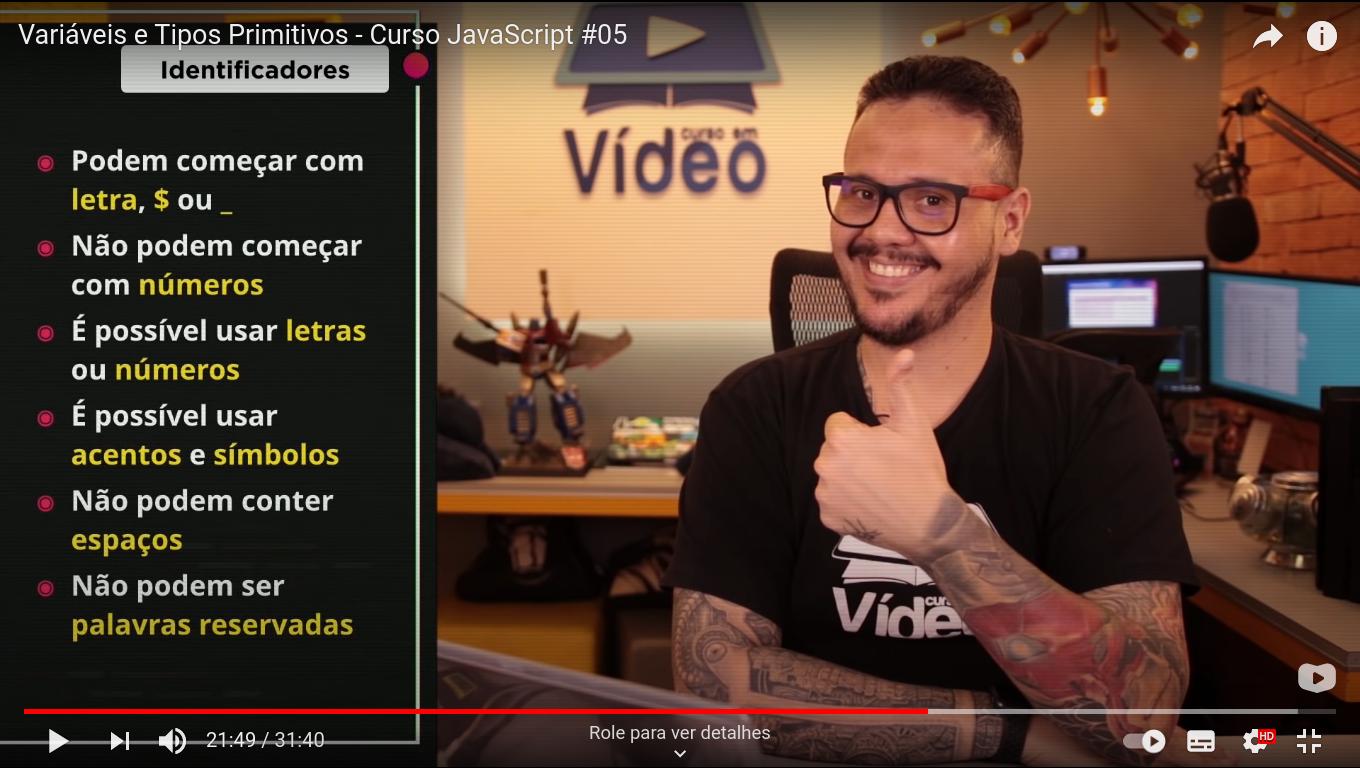 Variáveis e Tipos Primitivos - Curso JavaScript #05
Identificadores
Podem começar com
letra, $ ou _
Não podem começar
com números
É possível usar letras
ou números
É possível usar
acentos e símbolos
Não podem conter
espaços
Não podem ser
palavras reservadas
curso em
Vídeo
curso
Vídeo
21:49 / 31:40
Role para ver detalhes
HD